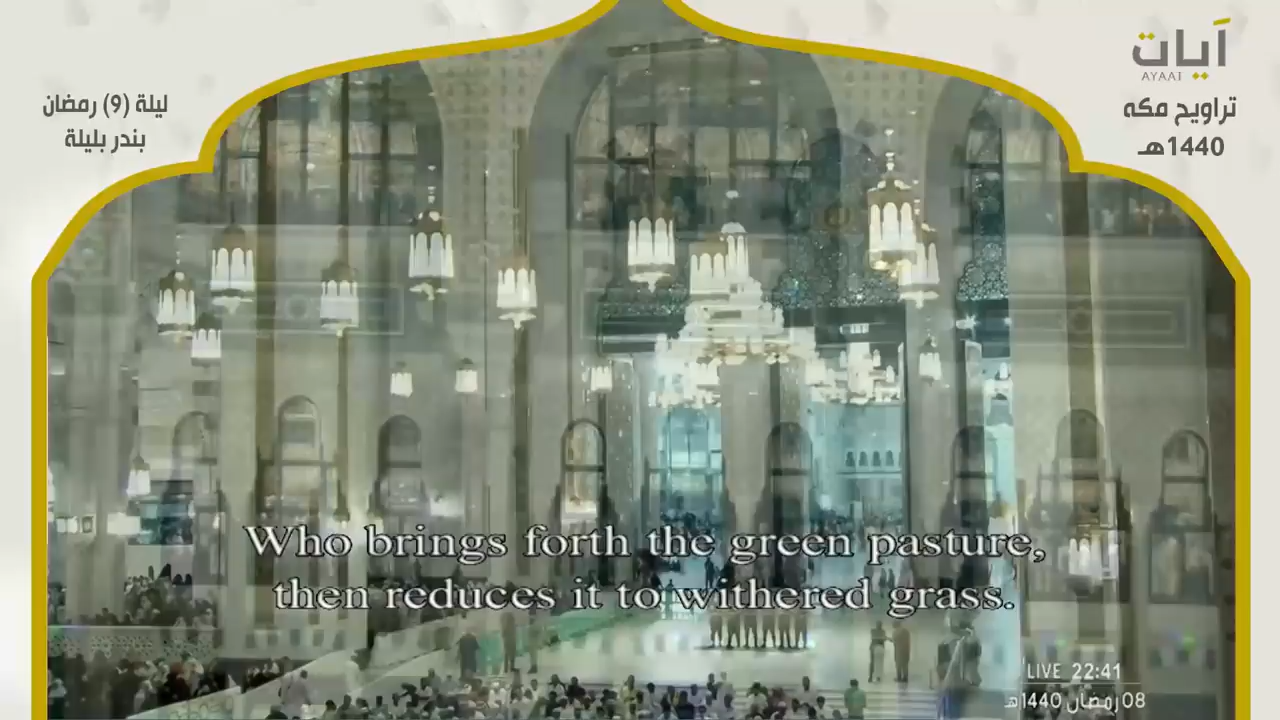 آيات
AYAAT
تراويح مكه
1440هـ
ليلة (9) رمضان
بندر بليلة
Who brings forth the green pasture,
then reduces it to withered grass.
LIVE 22:41
08 رمضان 1440هـ